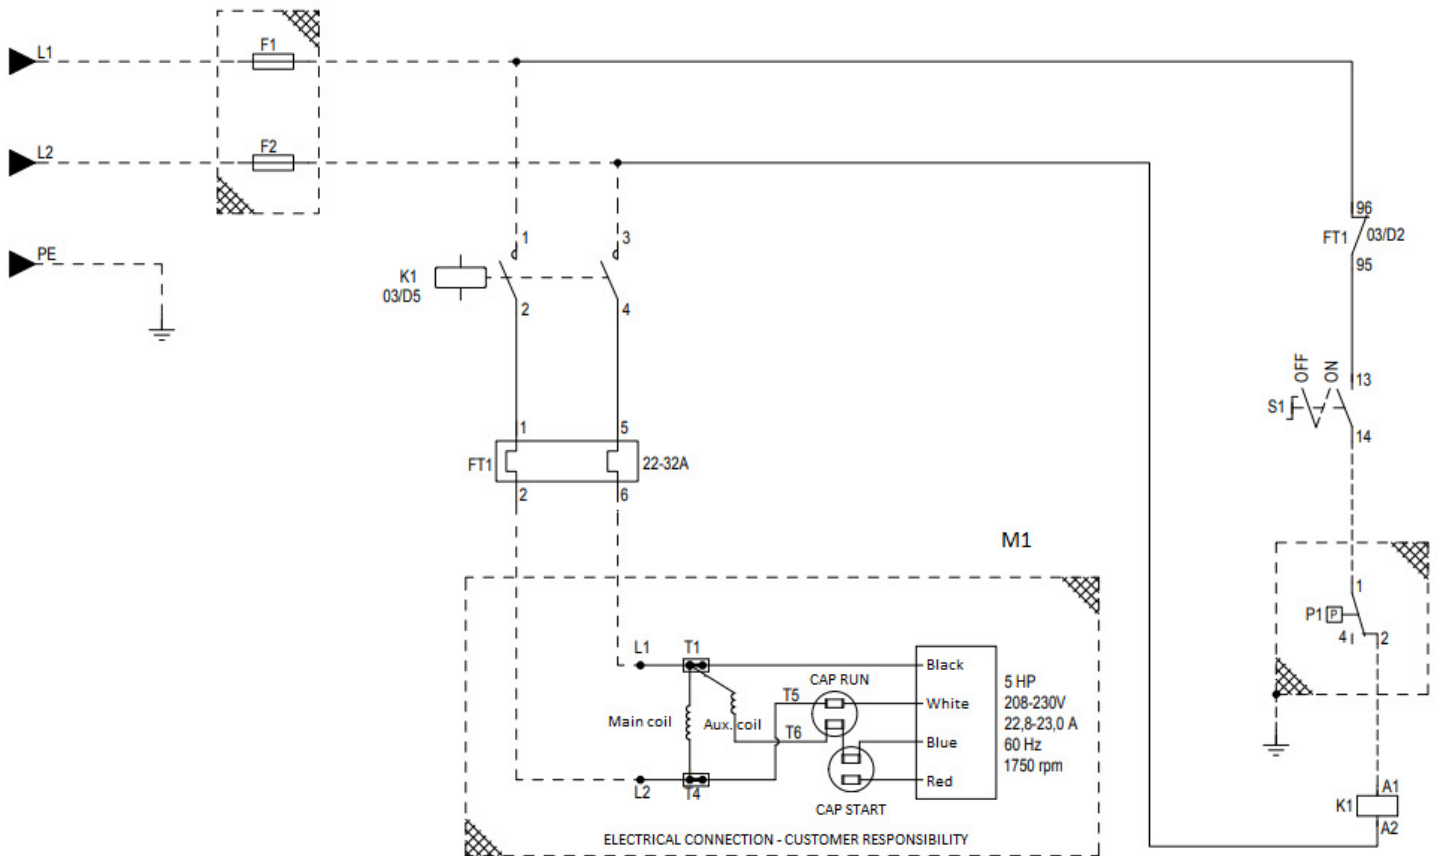 L1
F1
L2
F2
PE
1
3
K1
03/D5
2
4
96
FT1 03/D2
95
OFF
ON
13
S1
14
1
5
FT1
22-32A
2
6
M1
1
P1 P
4 2
L1 T1
Black
CAP RUN
5 HP
T5
White
208-230V
Main coil Aux. coil
T6
22,8-23,0 A
Blue
60 Hz
1750 rpm
Red
L2 T4
CAP START
A1
K1
A2
ELECTRICAL CONNECTION - CUSTOMER RESPONSIBILITY